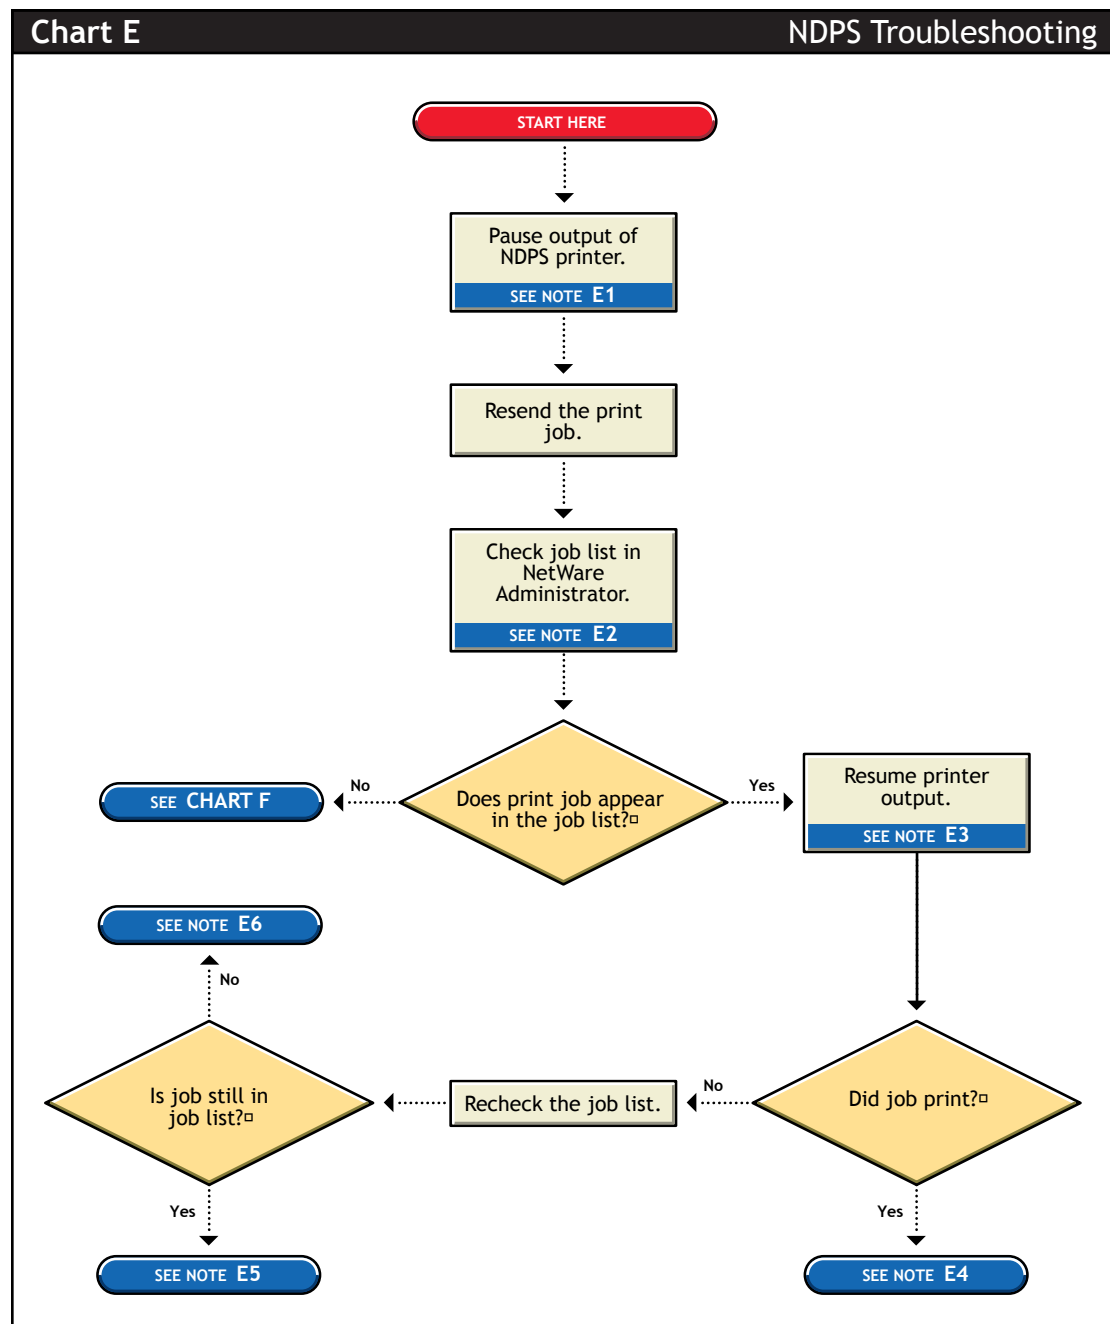 Chart E
NDPS Troubleshooting
START HERE
Pause output of
NDPS printer.
SEE NOTE E1
Resend the print
job.
Check job list in
NetWare
Administrator.
SEE NOTE E2
Does print job appear
in the job list?
No
SEE CHART F
Yes
Resume printer
output.
SEE NOTE E3
Did job print?
No
Recheck the job list.
Is job still in
job list?
No
SEE NOTE E6
Yes
SEE NOTE E5
Yes
SEE NOTE E4